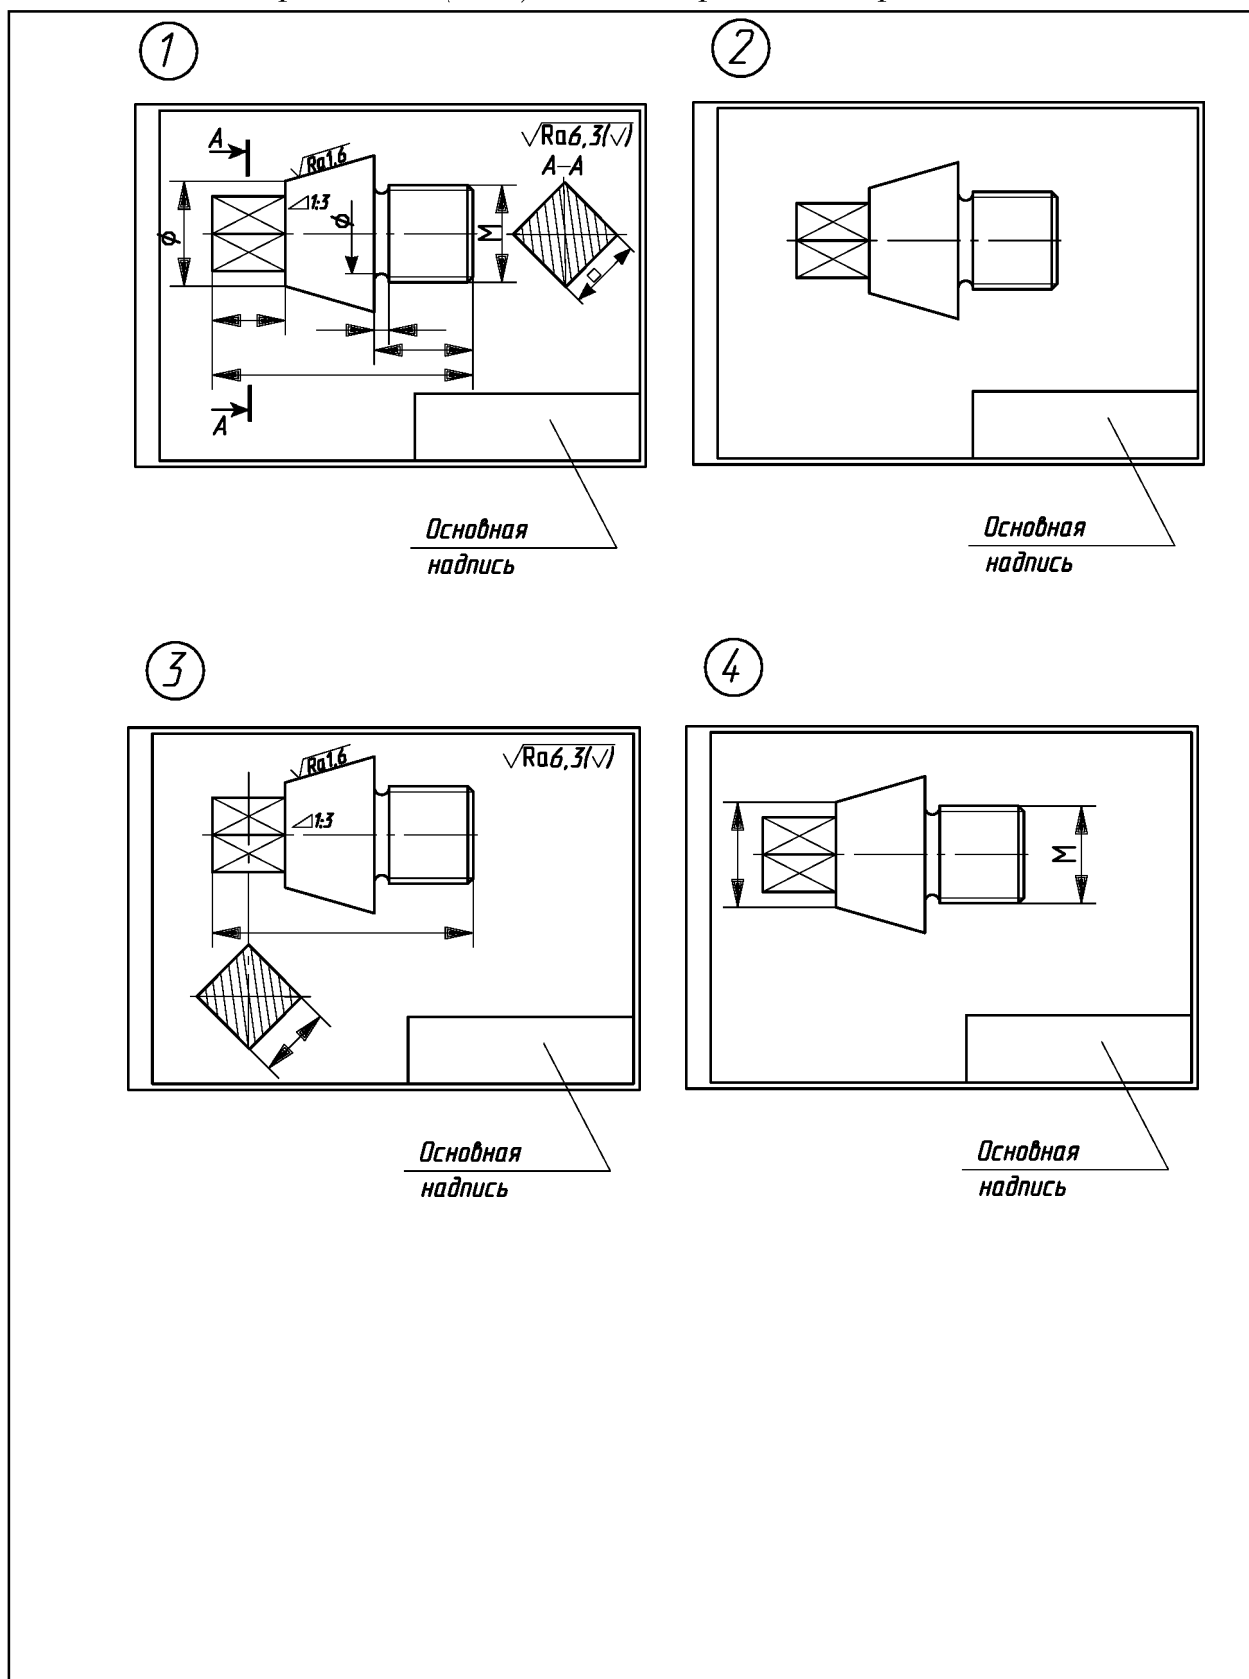 1
2
A
Ra1,6
√Ra6,3(√)
A–A
1:3
ϕ
ϕ
M
□
A
Основная
надпись
Основная
надпись
3
4
Ra1,6
√Ra6,3(√)
1:3
M
Основная
надпись
Основная
надпись